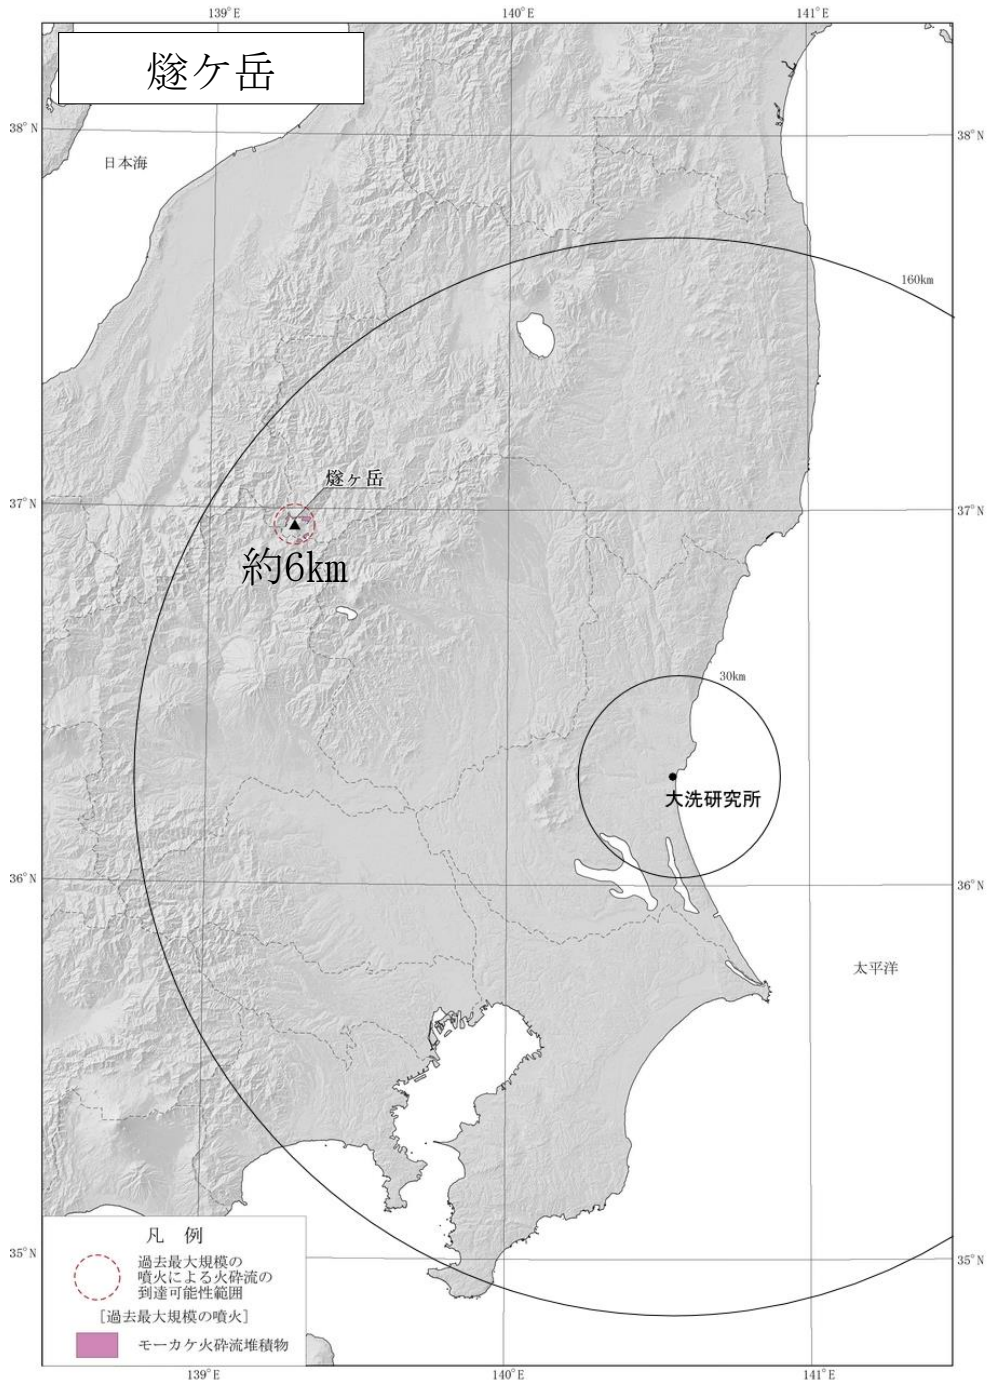 139°E
140°E
141°E
燧ケ岳
38°N
38°N
日本海
160km
燧ヶ岳
37°N
37°N
約6km
30km
大洗研究所
36°N
36°N
太平洋
凡 例
過去最大規模の
噴火による火砕流の
到達可能性範囲
[過去最大規模の噴火]
モーカケ火砕流堆積物
35°N
35°N
139°E
140°E
141°E